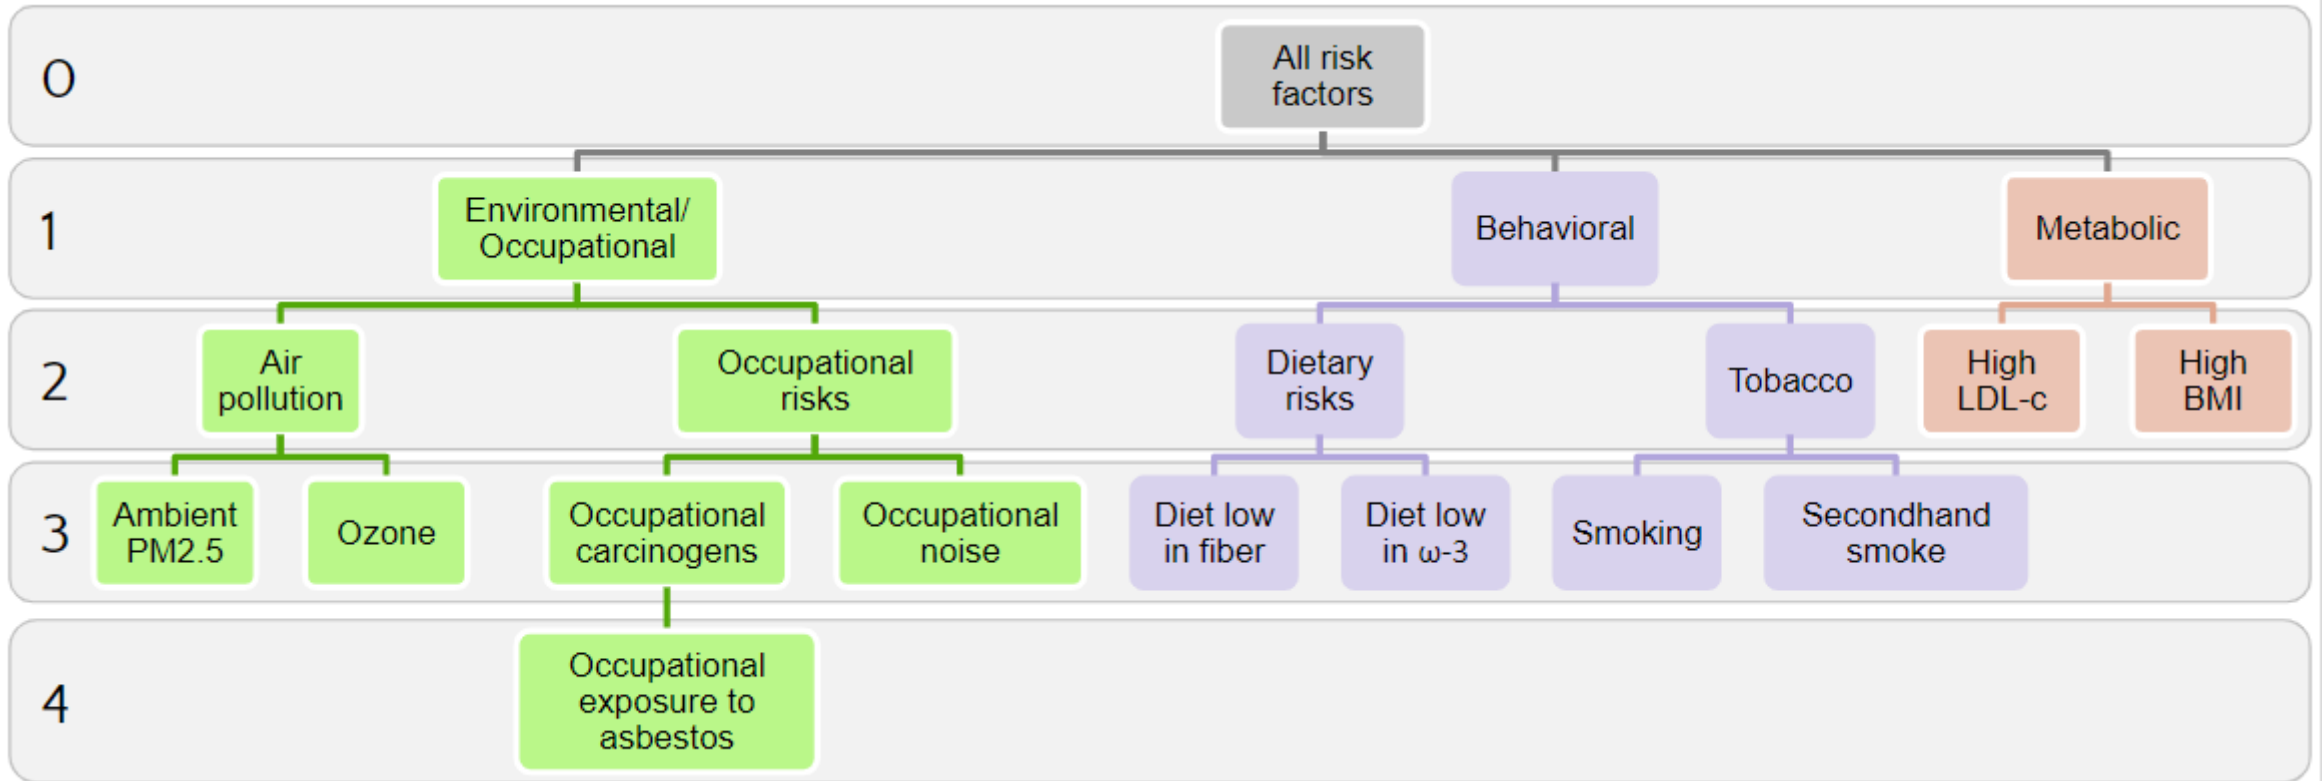 0
All risk
factors
1
Environmental/
Occupational
Behavioral
Metabolic
2
Air
pollution
Occupational
risks
Dietary
risks
Tobacco
High
LDL-c
High
BMI
3
Ambient
PM2.5
Ozone
Occupational
carcinogens
Occupational
noise
Diet low
in fiber
Diet low
in ω-3
Smoking
Secondhand
smoke
4
Occupational
exposure to
asbestos